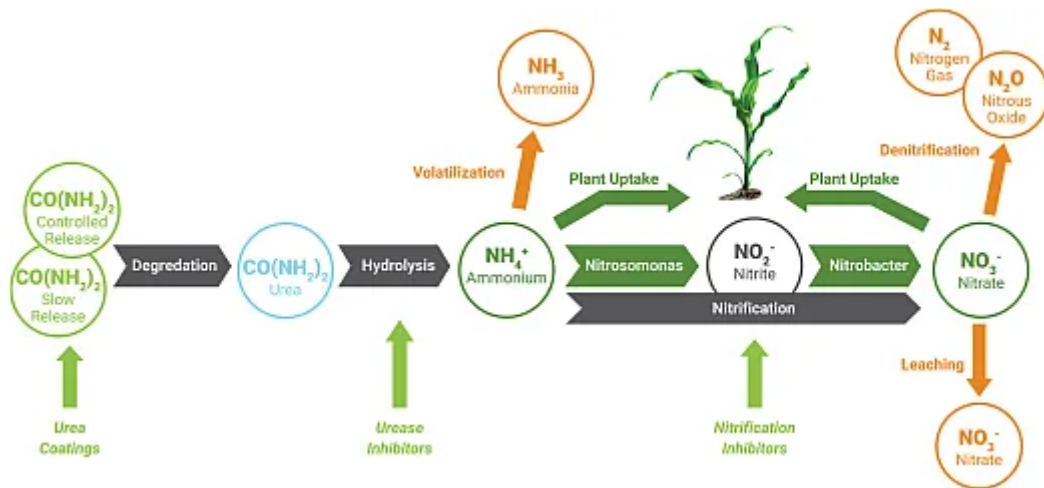 N₂
Nitrogen
Gas
N₂O
Nitrous
Oxide
NH₃
Ammonia
Volatilization
Denitrification
Plant Uptake
Plant Uptake
CO(NH₂)₂
Controlled
Release
CO(NH₂)₂
Slow
Release
Degredation
CO(NH₂)₂
Urea
Hydrolysis
NH₄⁺
Ammonium
Nitrosomonas
NO₂⁻
Nitrite
Nitrobacter
NO₃⁻
Nitrate
Nitrification
Leaching
Urea
Coatings
Urease
Inhibitors
Nitrification
Inhibitors
NO₃⁻
Nitrate